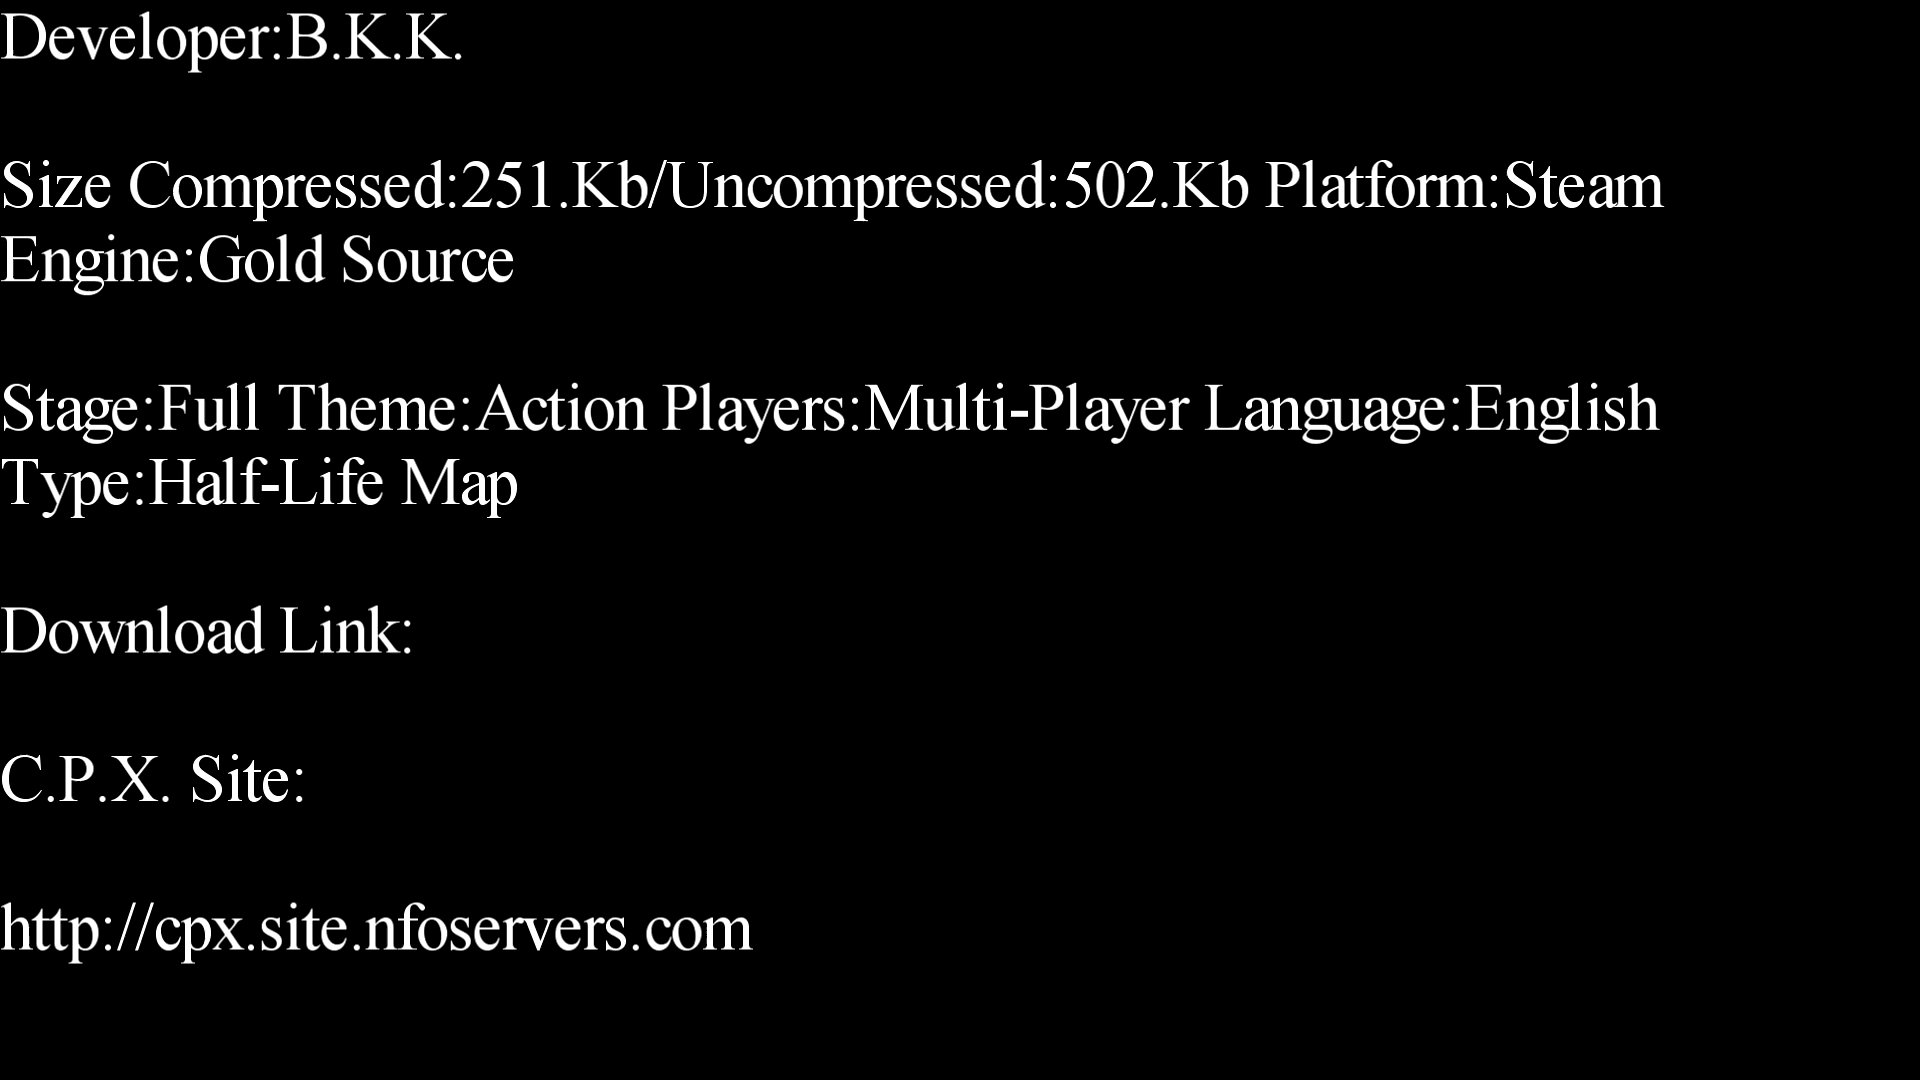 Developer:B.K.K.
Size Compressed:251.Kb/Uncompressed:502.Kb Platform:Steam
Engine:Gold Source
Stage:Full Theme:Action Players:Multi-Player Language:English
Type:Half-Life Map
Download Link:
C.P.X. Site:
http://cpx.site.nfoservers.com